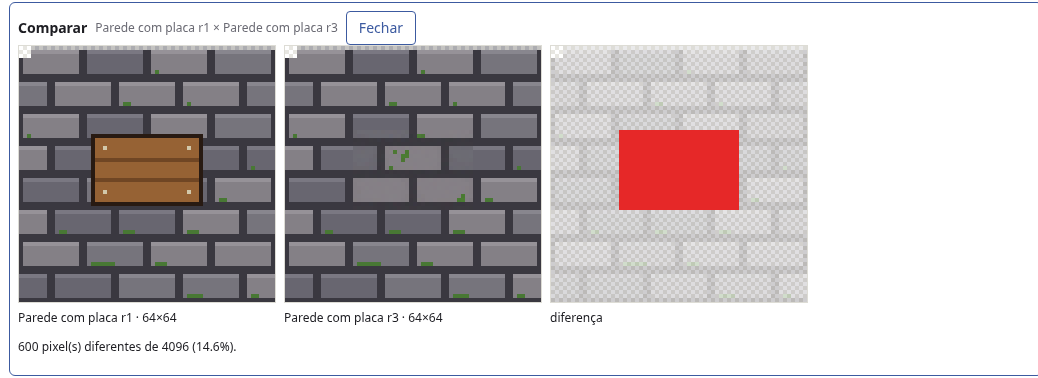 Comparar Parede com placa r1 × Parede com placa r3 Fechar
Parede com placa r1 · 64×64 Parede com placa r3 · 64×64 diferença
600 pixel(s) diferentes de 4096 (14.6%).